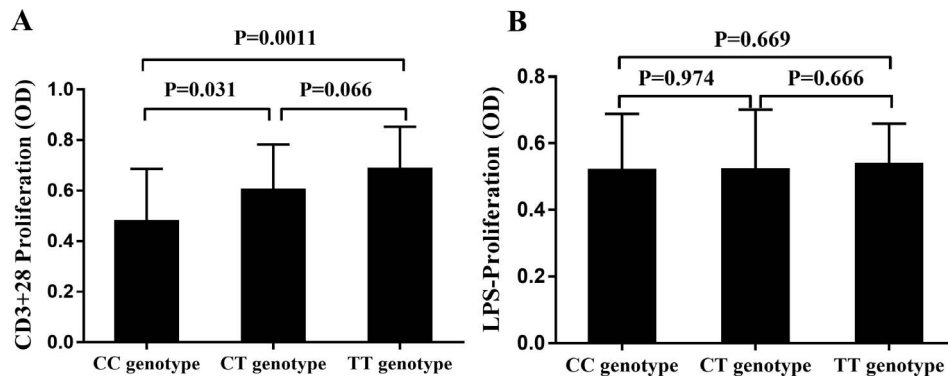 A
P=0.0011
P=0.031
P=0.066
CD3+28 Proliferation (OD)
1.0
0.8
0.6
0.4
0.2
0.0
CC genotype
CT genotype
TT genotype
B
P=0.669
P=0.974
P=0.666
LPS-Proliferation (OD)
0.8
0.6
0.4
0.2
0.0
CC genotype
CT genotype
TT genotype